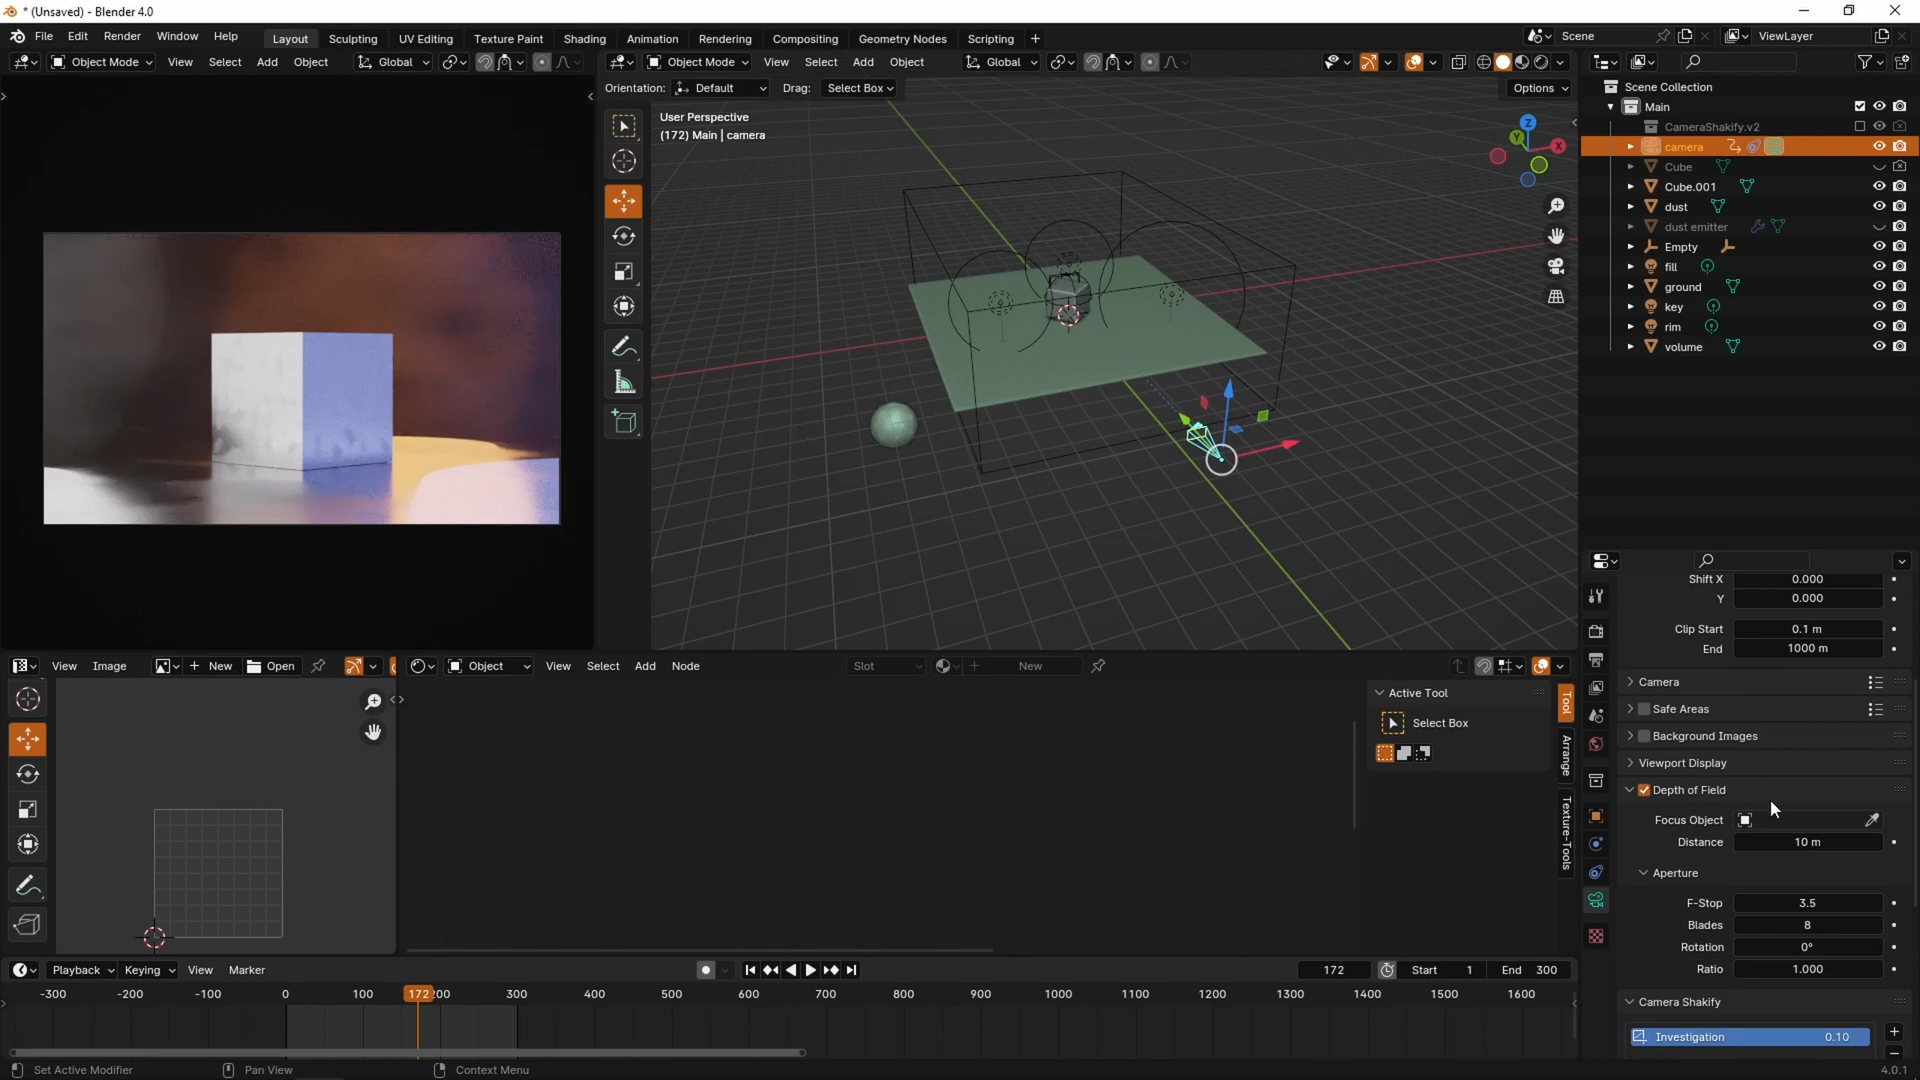 * (Unsaved) - Blender 4.0
File Edit Render Window Help
Layout Sculpting UV Editing Texture Paint Shading Animation Rendering Compositing Geometry Nodes Scripting +
Scene
ViewLayer
Object Mode View Select Add Object Global
Object Mode View Select Add Object Global
Orientation: Default Drag: Select Box
Options
User Perspective
(172) Main | camera
Z
Y
X
Scene Collection
Main
CameraShakify.v2
camera
Cube
Cube.001
dust
dust emitter
Empty
fill
ground
key
rim
volume
Shift X 0.000
Y 0.000
Clip Start 0.1 m
End 1000 m
Camera
Safe Areas
Background Images
Viewport Display
Depth of Field
Focus Object
Distance 10 m
Aperture
F-Stop 3.5
Blades 8
Rotation 0°
Ratio 1.000
Camera Shakify
Investigation 0.10
View Image + New Open
Object View Select Add Node Slot + New
Active Tool
Select Box
Tool
Arrange
Texture-Tools
Playback Keying View Marker
172 Start 1 End 300
-300 -200 -100 0 100 172 200 300 400 500 600 700 800 900 1000 1100 1200 1300 1400 1500 1600
Set Active Modifier Pan View Context Menu
4.0.1